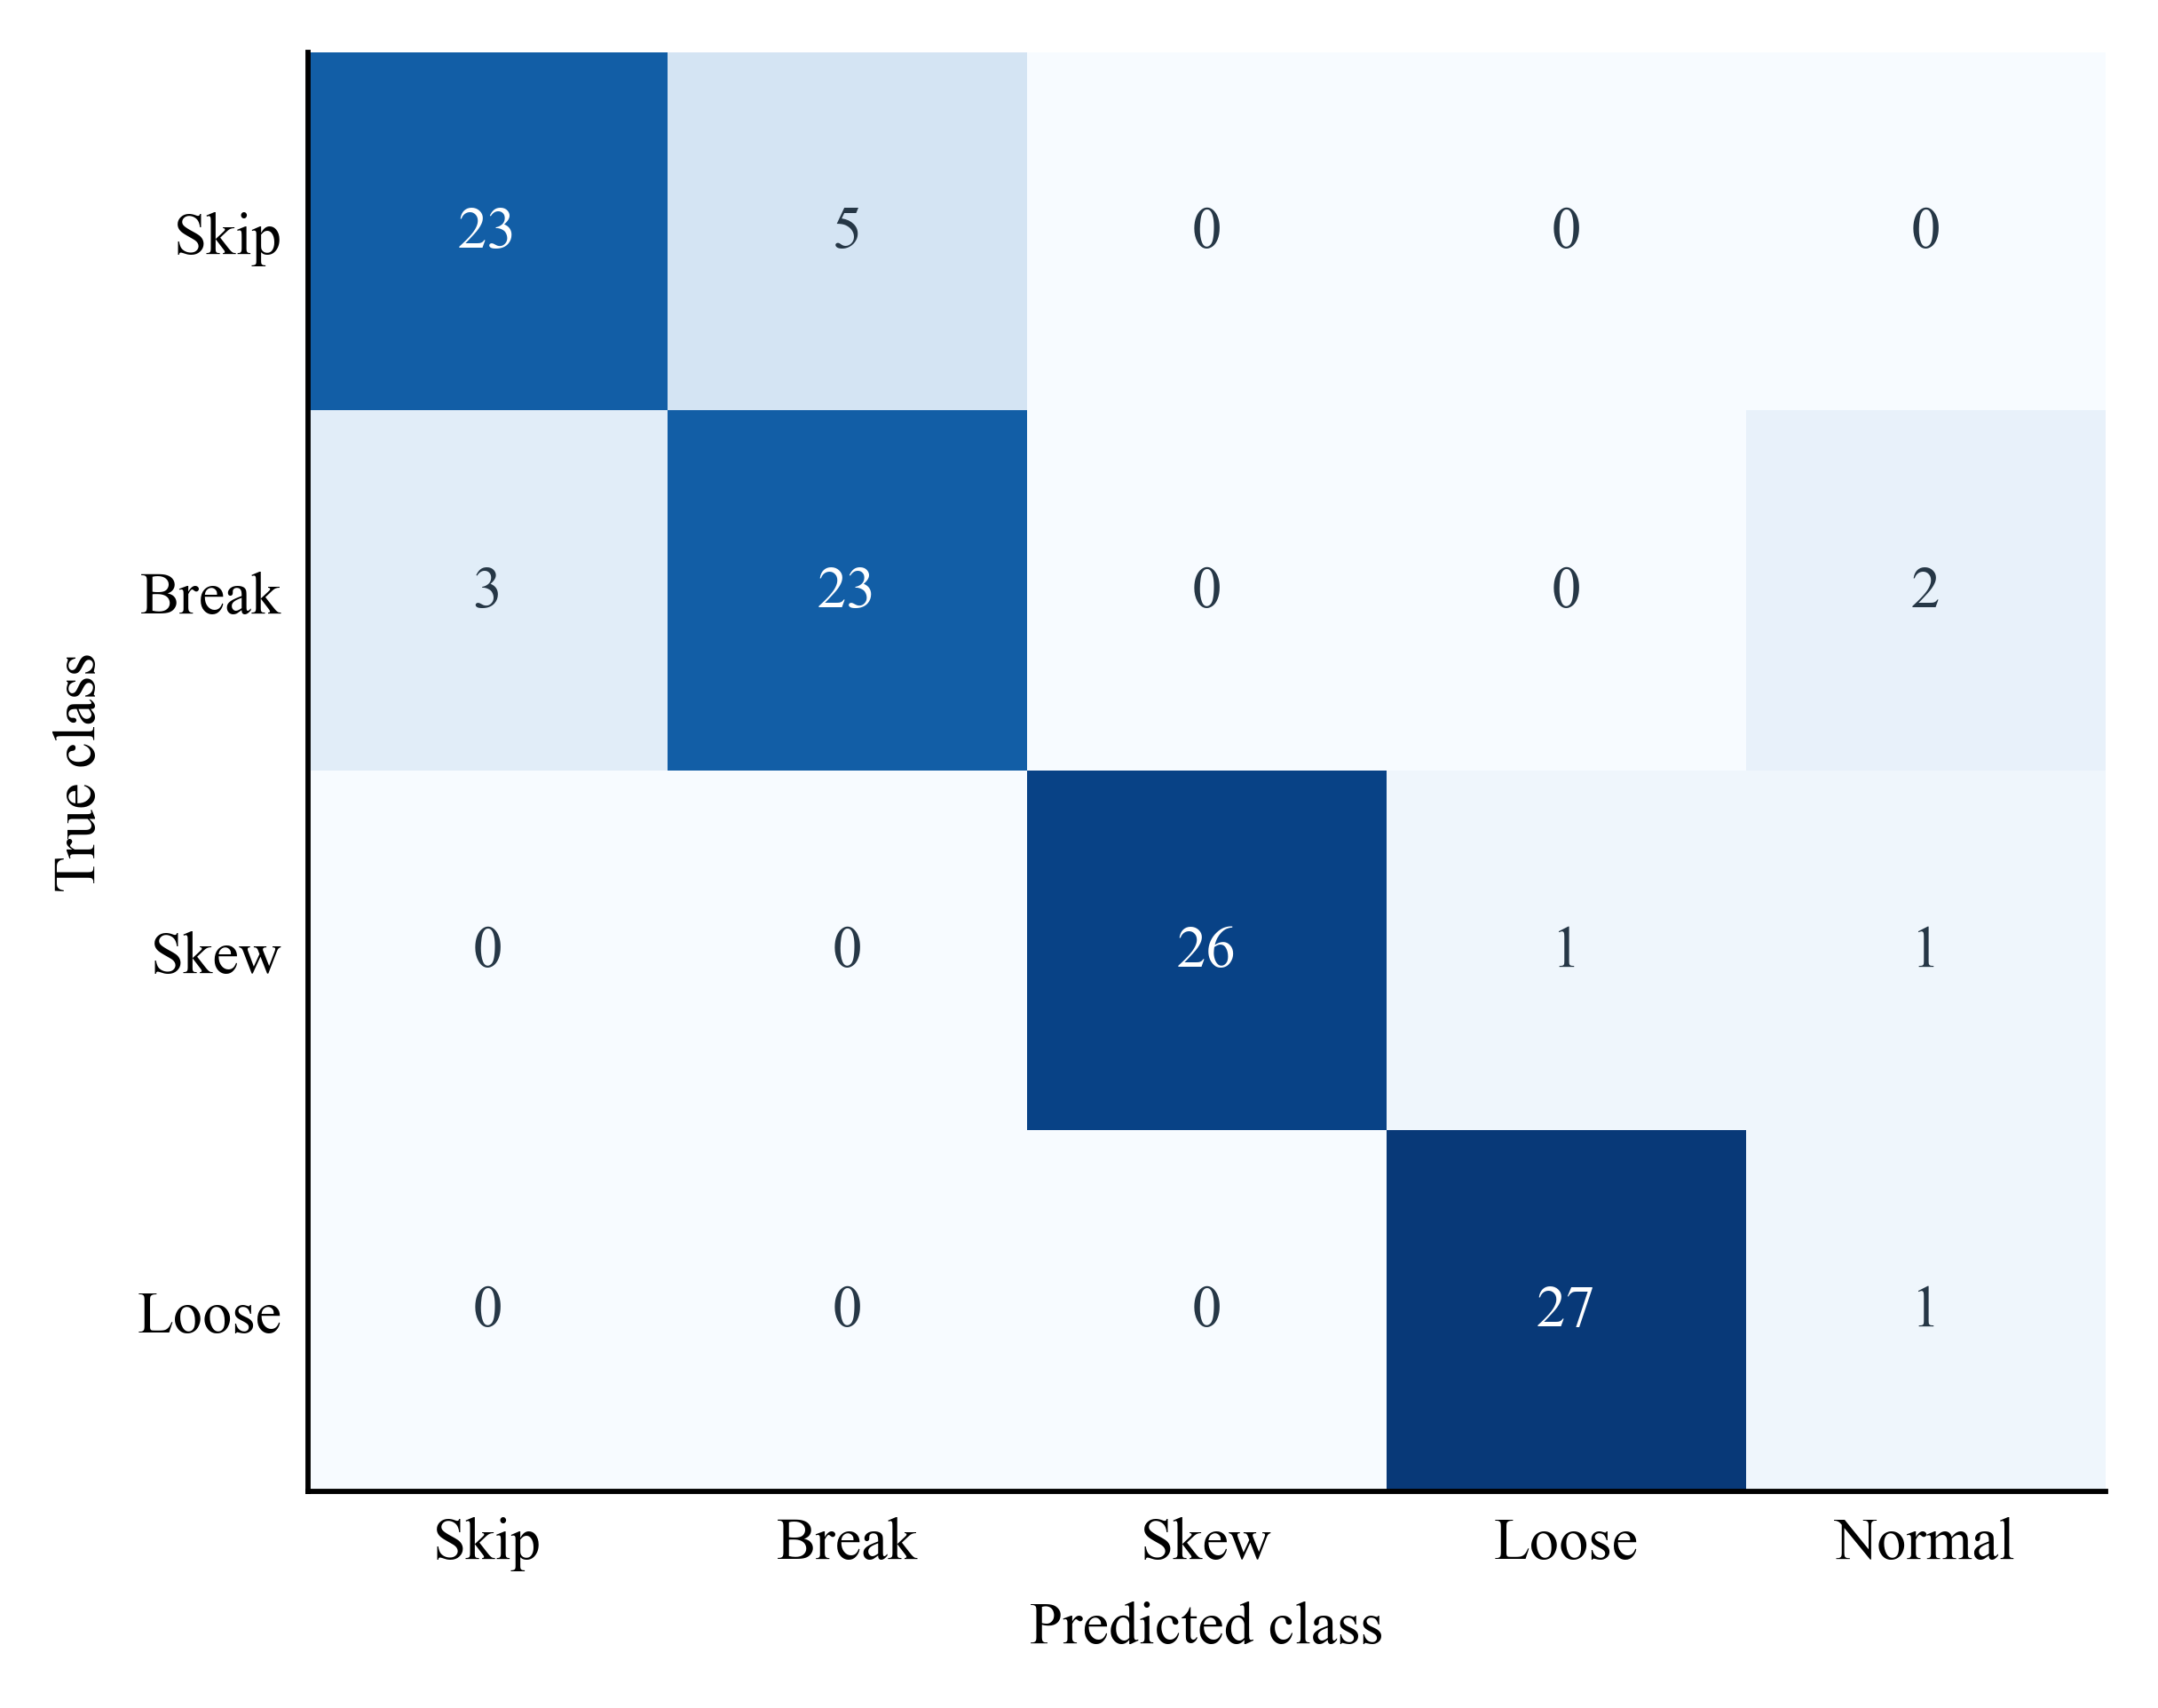 Skip 23 5 0 0 0
Break 3 23 0 0 2
Skew 0 0 26 1 1
Loose 0 0 0 27 1
Skip Break Skew Loose Normal
Predicted class
True class